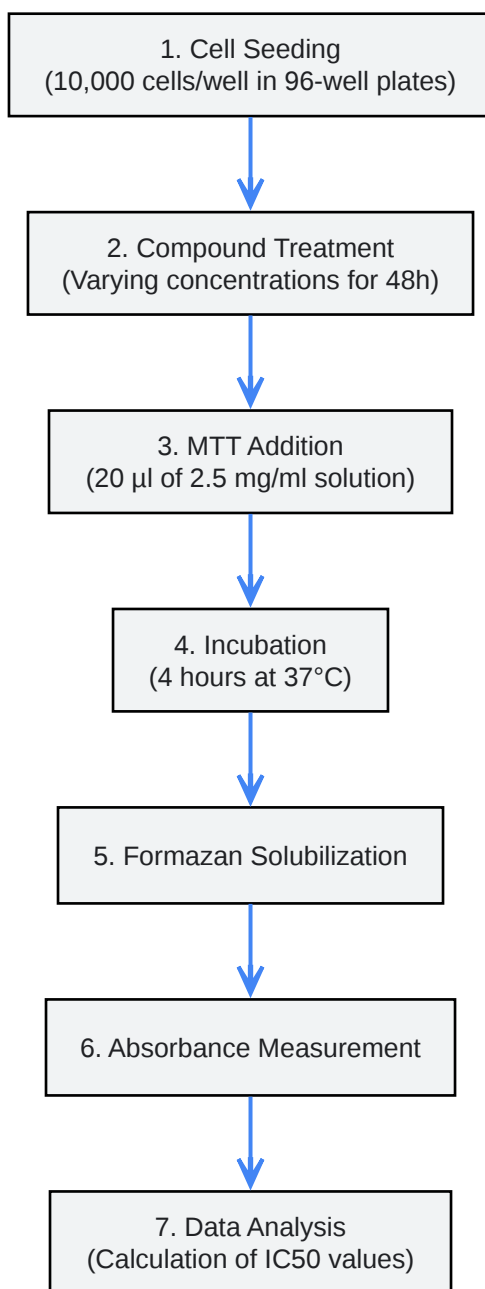 1. Cell Seeding
(10,000 cells/well in 96-well plates)
2. Compound Treatment
(Varying concentrations for 48h)
3. MTT Addition
(20 µl of 2.5 mg/ml solution)
4. Incubation
(4 hours at 37°C)
5. Formazan Solubilization
6. Absorbance Measurement
7. Data Analysis
(Calculation of IC50 values)